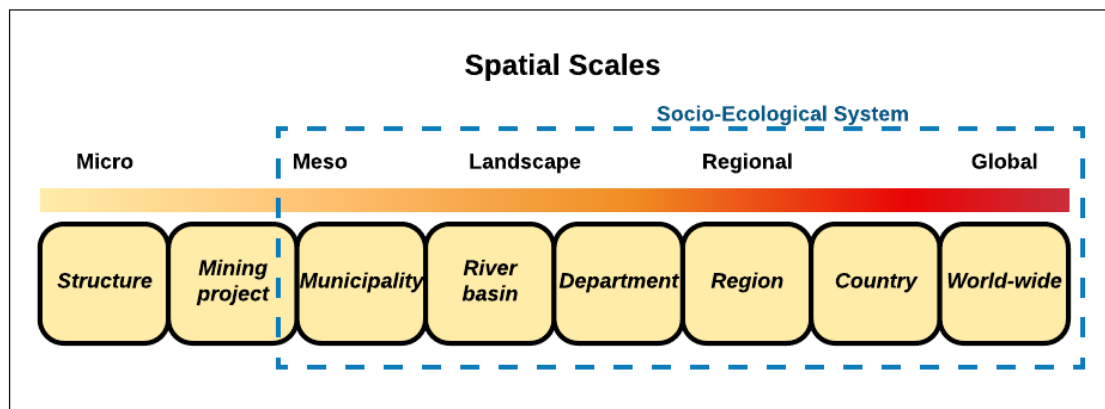 Spatial Scales
Socio-Ecological System
Micro Meso Landscape Regional Global
Structure
Mining
project
Municipality
River
basin
Department
Region
Country
World-wide